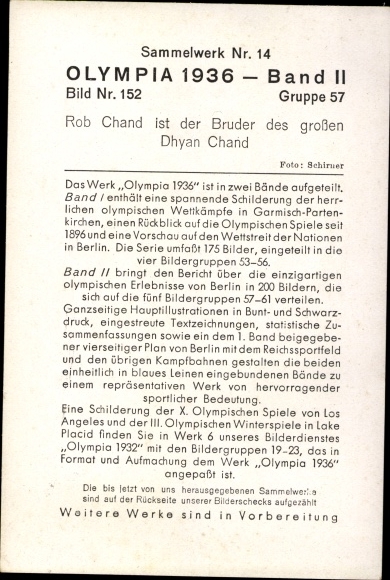 Sammelwerk Nr. 14
OLYMPIA 1936 – Band II
Bild Nr. 152 Gruppe 57
Rob Chand ist der Bruder des großen
Dhyan Chand
Foto: Schirner
Das Werk „Olympia 1936" ist in zwei Bände aufgeteilt.
Band I enthält eine spannende Schilderung der herr-
lichen olympischen Wettkämpfe in Garmisch-Parten-
kirchen, einen Rückblick auf die Olympischen Spiele seit
1896 und eine Vorschau auf den Wettstreit der Nationen
in Berlin. Die Serie umfaßt 175 Bilder, eingeteilt in die
vier Bildergruppen 53–56.
Band II bringt den Bericht über die einzigartigen
olympischen Erlebnisse von Berlin in 200 Bildern, die
sich auf die fünf Bildergruppen 57–61 verteilen.
Ganzseitige Hauptillustrationen in Bunt- und Schwarz-
druck, eingestreute Textzeichnungen, statistische Zu-
sammenfassungen sowie ein dem 1. Band beigegebe-
ner vierseitiger Plan von Berlin mit dem Reichssportfeld
und den übrigen Kampfbahnen gestalten die beiden
einheitlich in blaues Leinen eingebundenen Bände zu
einem repräsentativen Werk von hervorragender
sportlicher Bedeutung.
Eine Schilderung der X. Olympischen Spiele von Los
Angeles und der III. Olympischen Winterspiele in Lake
Placid finden Sie in Werk 6 unseres Bilderdienstes
„Olympia 1932" mit den Bildergruppen 19–23, das in
Format und Aufmachung dem Werk „Olympia 1936"
angepaßt ist.
Die bis jetzt von uns herausgegebenen Sammelwerke
sind auf der Rückseite unserer Bilderschecks aufgezählt
Weitere Werke sind in Vorbereitung